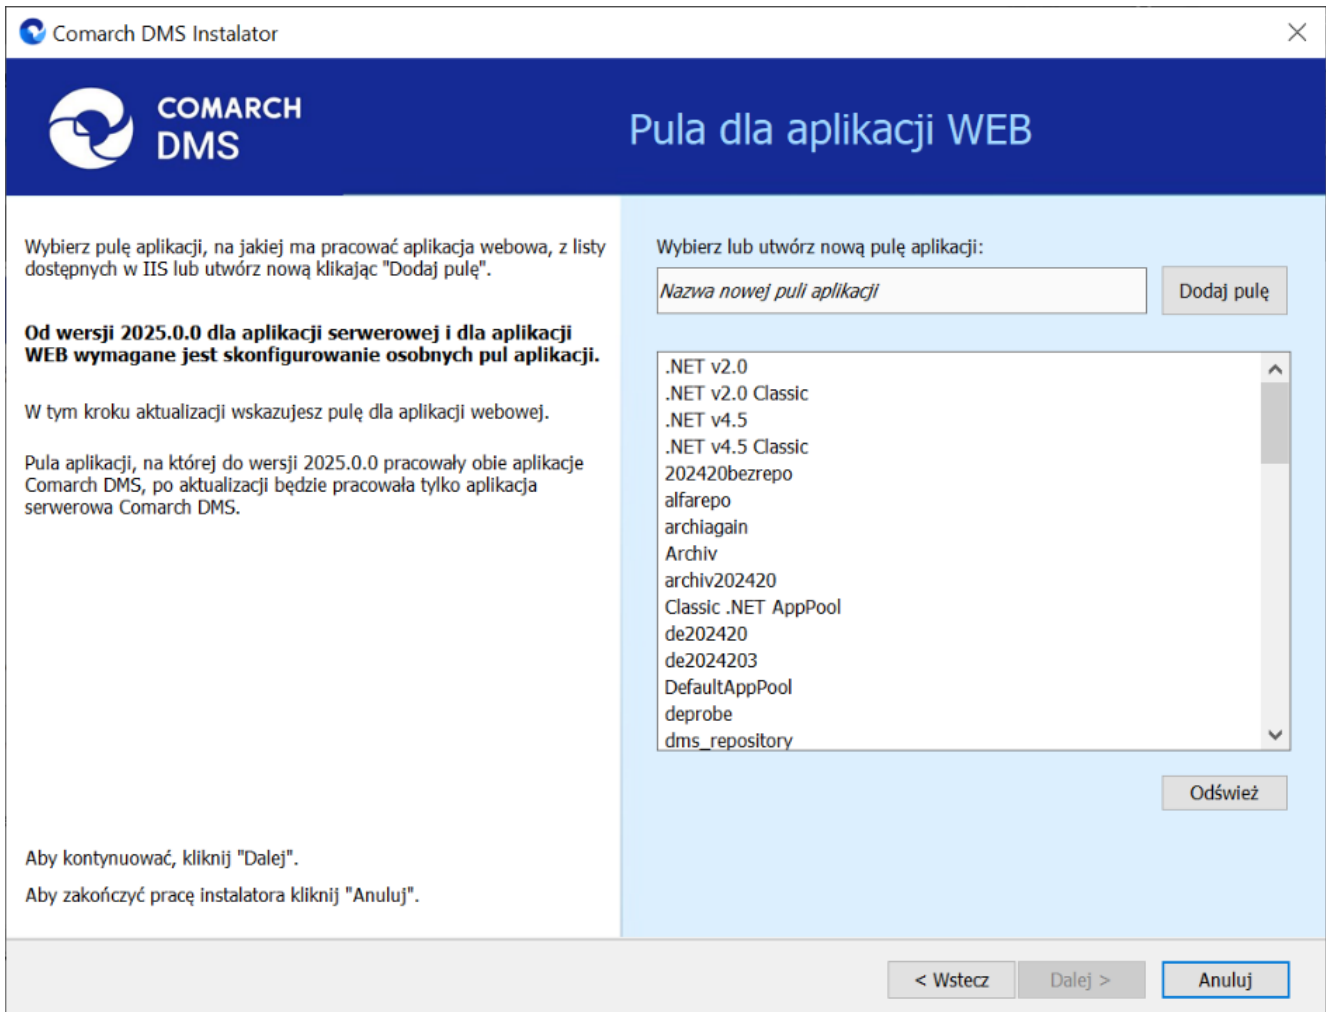 Comarch DMS Instalator
COMARCH
DMS
Pula dla aplikacji WEB
Wybierz pulę aplikacji, na jakiej ma pracować aplikacja webowa, z listy
dostępnych w IIS lub utwórz nową klikając "Dodaj pulę".
Od wersji 2025.0.0 dla aplikacji serwerowej i dla aplikacji
WEB wymagane jest skonfigurowanie osobnych pul aplikacji.
W tym kroku aktualizacji wskazujesz pulę dla aplikacji webowej.
Pula aplikacji, na której do wersji 2025.0.0 pracowały obie aplikacje
Comarch DMS, po aktualizacji będzie pracowała tylko aplikacja
serwerowa Comarch DMS.
Aby kontynuować, kliknij "Dalej".
Aby zakończyć pracę instalatora kliknij "Anuluj".
Wybierz lub utwórz nową pulę aplikacji:
Nazwa nowej puli aplikacji
Dodaj pulę
.NET v2.0
.NET v2.0 Classic
.NET v4.5
.NET v4.5 Classic
202420bezrepo
alfarepo
archiagain
Archiv
archiv202420
Classic .NET AppPool
de202420
de2024203
DefaultAppPool
deprobe
dms_repository
Odśwież
< Wstecz
Dalej >
Anuluj